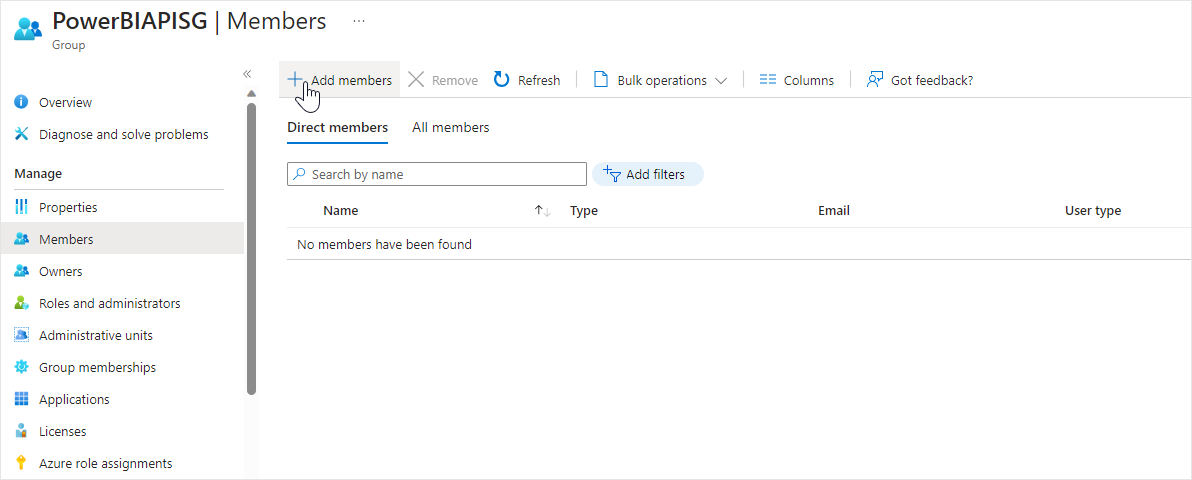 PowerBIAPISG | Members ...
Group
Overview
Diagnose and solve problems
Manage
Properties
Members
Owners
Roles and administrators
Administrative units
Group memberships
Applications
Licenses
Azure role assignments
Add members Remove Refresh Bulk operations Columns Got feedback?
Direct members All members
Search by name Add filters
Name Type Email User type
No members have been found